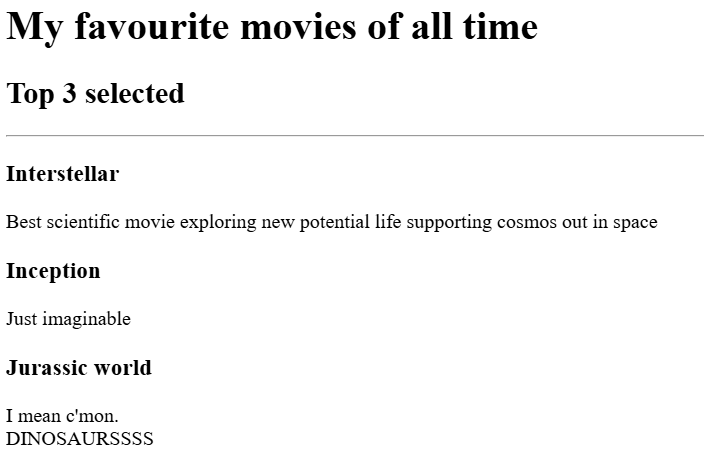 My favourite movies of all time
Top 3 selected
Interstellar
Best scientific movie exploring new potential life supporting cosmos out in space
Inception
Just imaginable
Jurassic world
I mean c'mon.
DINOSAURSSSS